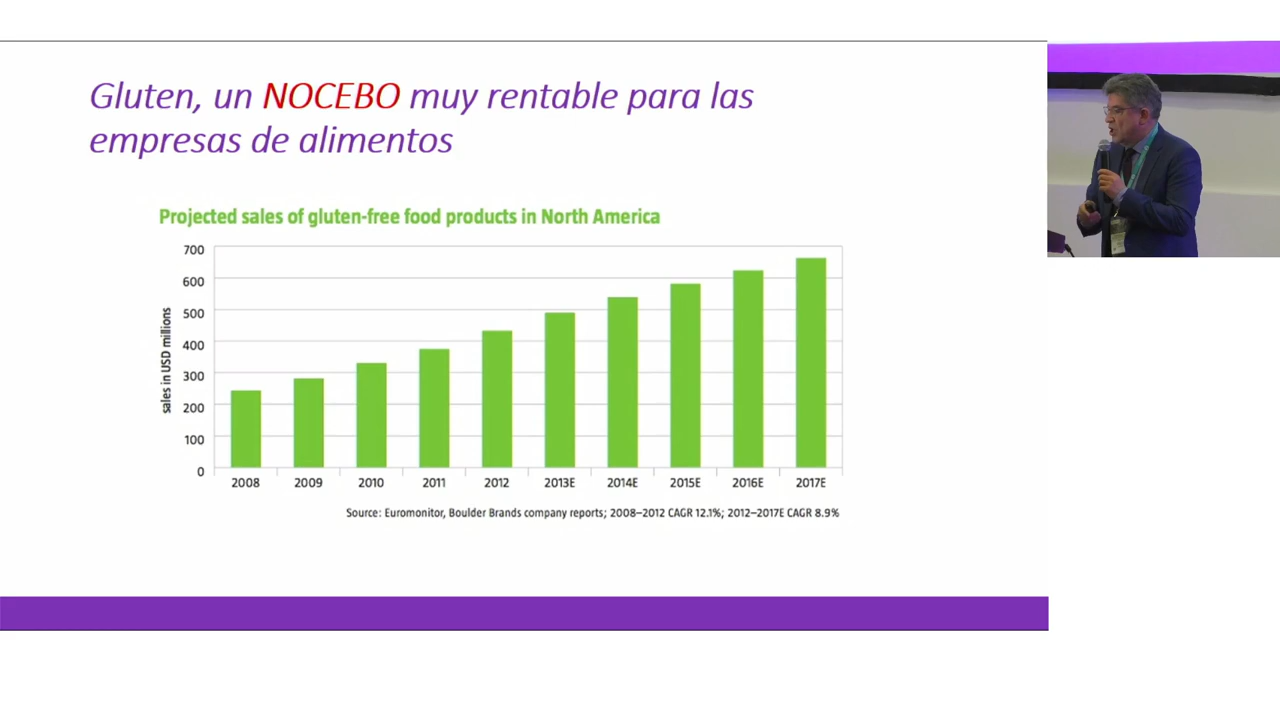 Gluten, un NOCEBO muy rentable para las
empresas de alimentos
Projected sales of gluten-free food products in North America
sales in USD millions
700
600
500
400
300
200
100
0
2008 2009 2010 2011 2012 2013E 2014E 2015E 2016E 2017E
Source: Euromonitor, Boulder Brands company reports; 2008–2012 CAGR 12.1%; 2012–2017E CAGR 8.9%